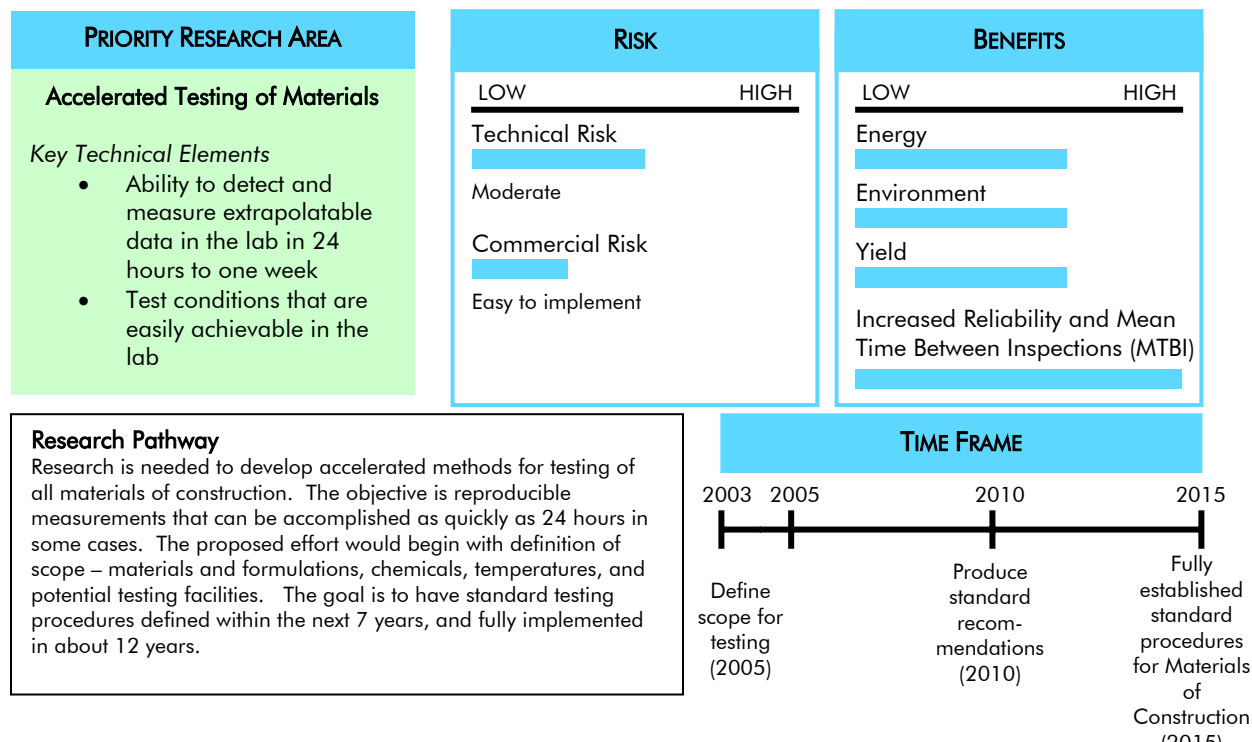 PRIORITY RESEARCH AREA
Accelerated Testing of Materials
Key Technical Elements
• Ability to detect and
measure extrapolatable
data in the lab in 24
hours to one week
• Test conditions that are
easily achievable in the
lab
RISK
LOW HIGH
Technical Risk
Moderate
Commercial Risk
Easy to implement
BENEFITS
LOW HIGH
Energy
Environment
Yield
Increased Reliability and Mean
Time Between Inspections (MTBI)
Research Pathway
Research is needed to develop accelerated methods for testing of
all materials of construction. The objective is reproducible
measurements that can be accomplished as quickly as 24 hours in
some cases. The proposed effort would begin with definition of
scope – materials and formulations, chemicals, temperatures, and
potential testing facilities. The goal is to have standard testing
procedures defined within the next 7 years, and fully implemented
in about 12 years.
TIME FRAME
2003 2005 2010 2015
Define
scope for
testing
(2005)
Produce
standard
recom-
mendations
(2010)
Fully
established
standard
procedures
for Materials
of
Construction
(2015)